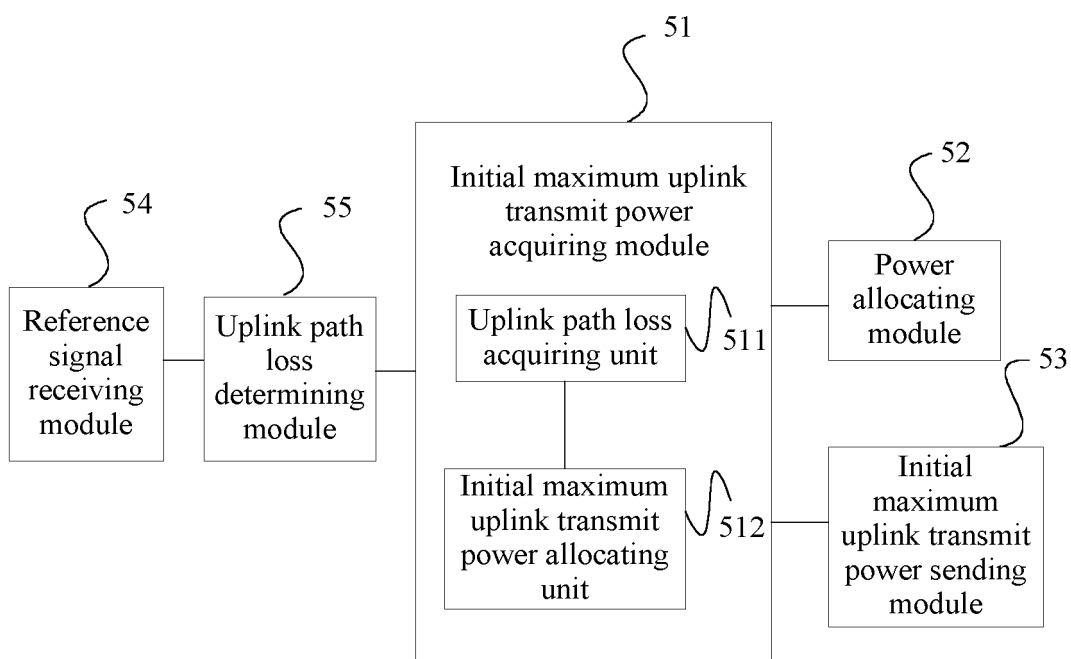 51
Initial maximum uplink
transmit power
acquiring module
52
Power
allocating
module
54
Reference
signal
receiving
module
55
Uplink path
loss
determining
module
Uplink path loss
acquiring unit
511
Initial maximum
uplink transmit
power allocating
unit
512
53
Initial
maximum
uplink transmit
power sending
module